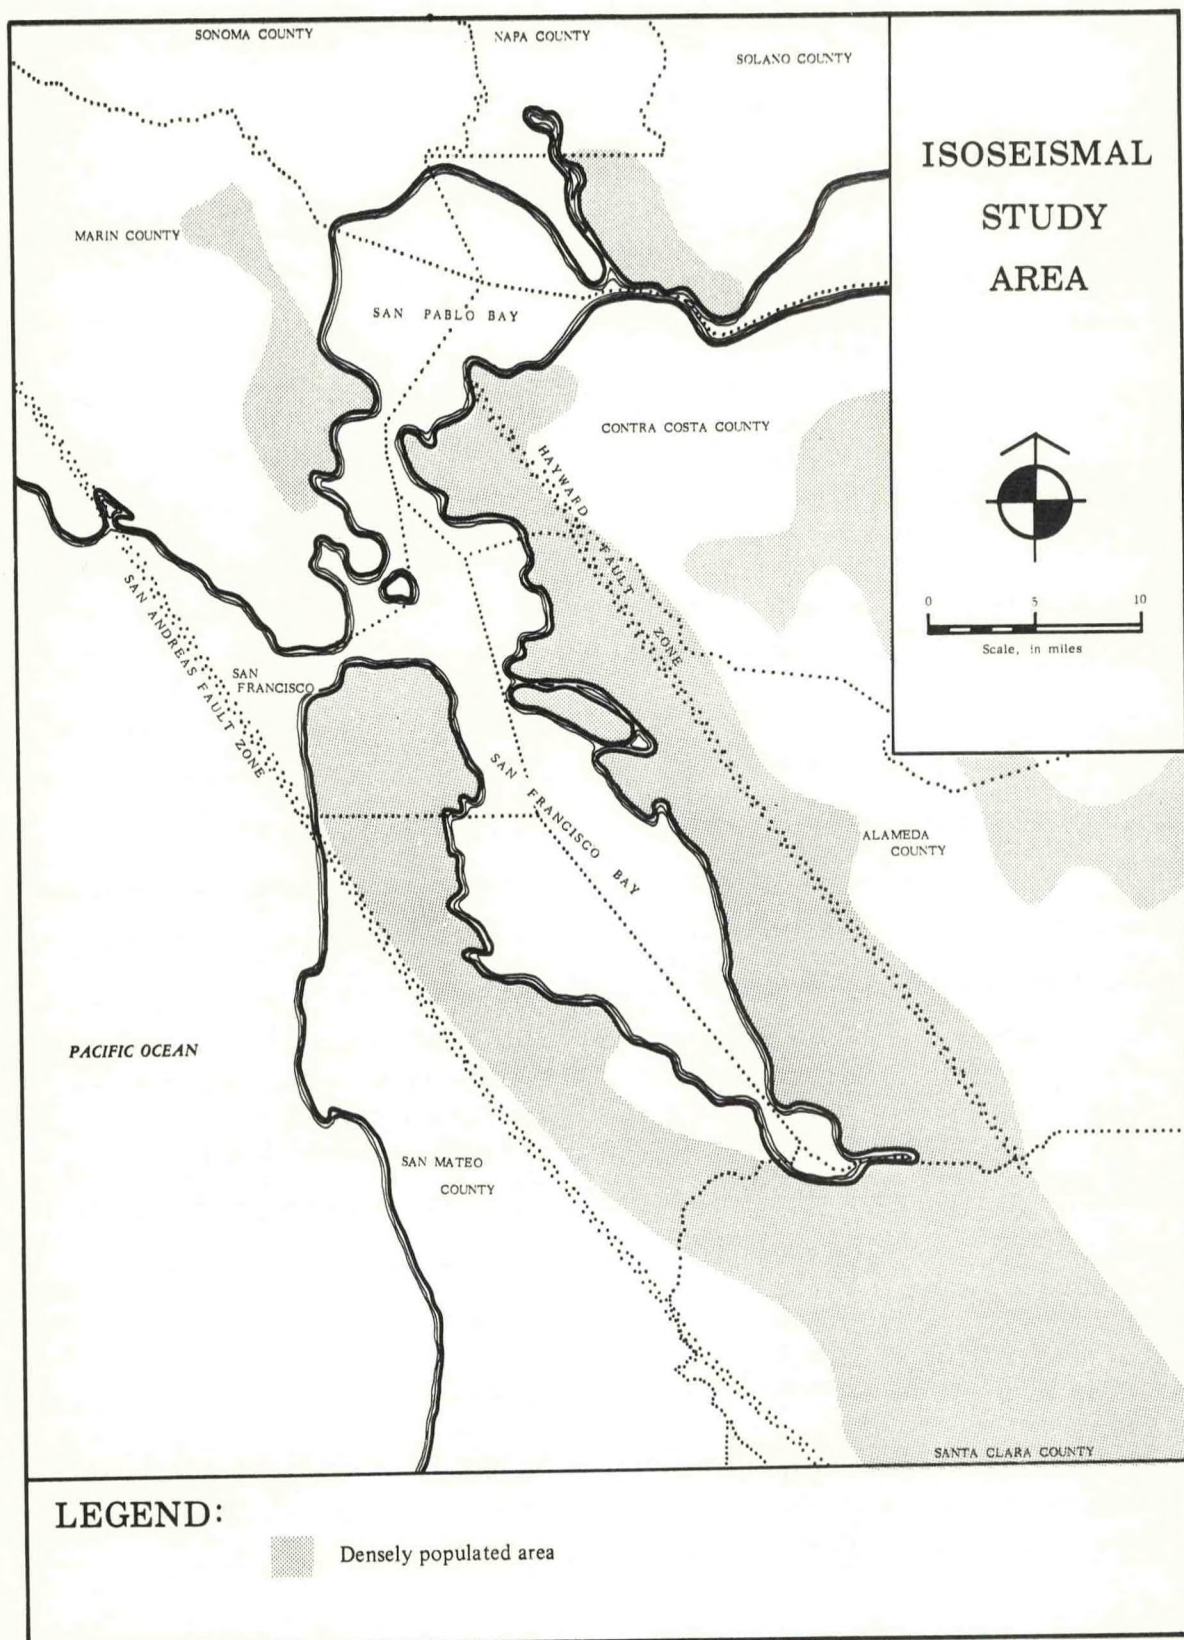 SONOMA COUNTY
NAPA COUNTY
SOLANO COUNTY
ISOSEISMAL
STUDY
AREA
MARIN COUNTY
SAN PABLO BAY
CONTRA COSTA COUNTY
HAYWARD FAULT ZONE
0 5 10
Scale, in miles
SAN ANDREAS FAULT ZONE
SAN
FRANCISCO
SAN FRANCISCO BAY
ALAMEDA
COUNTY
PACIFIC OCEAN
SAN MATEO
COUNTY
SANTA CLARA COUNTY
LEGEND:
Densely populated area